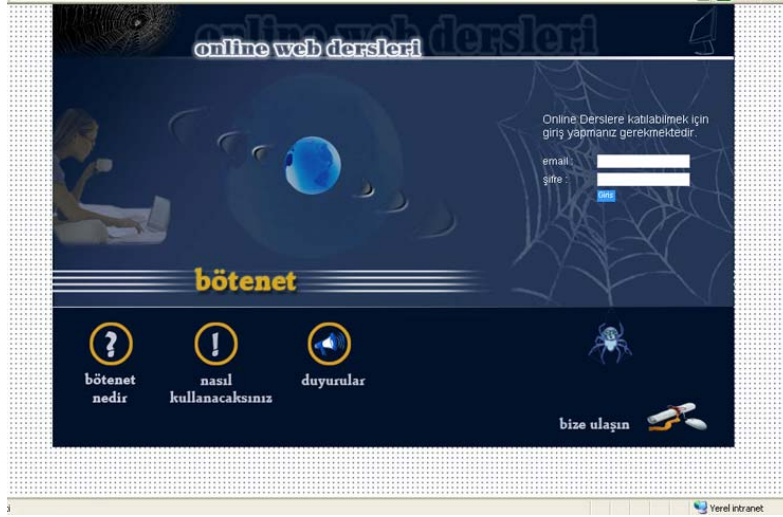 online web dersleri
online web dersleri
Online Derslere katılabilmek için
giriş yapmanız gerekmektedir.
email :
şifre :
Giris
bötenet
bötenet
nedir
nasıl
kullanacaksınız
duyurular
bize ulaşın
Yerel intranet